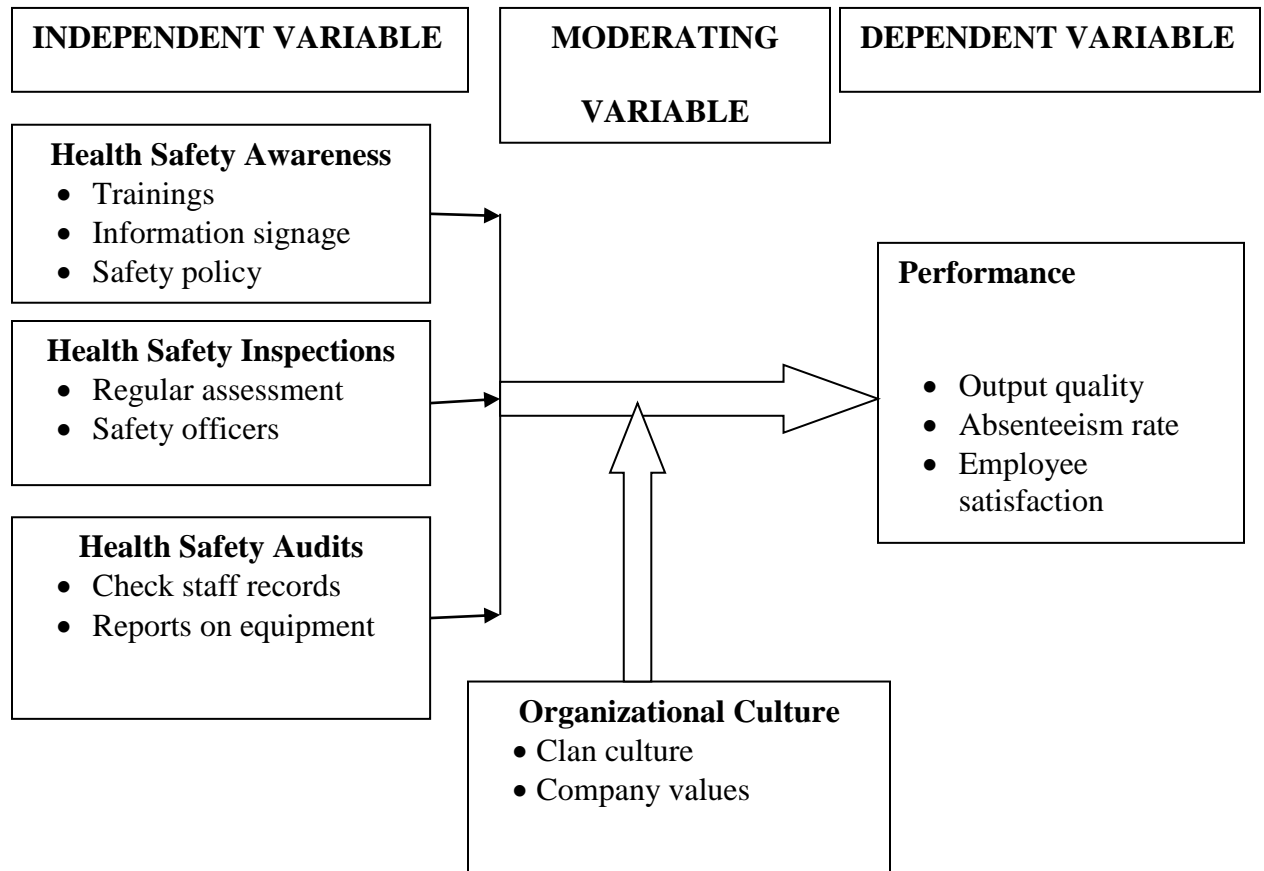 INDEPENDENT VARIABLE
MODERATING
VARIABLE
DEPENDENT VARIABLE
Health Safety Awareness
• Trainings
• Information signage
• Safety policy
Health Safety Inspections
• Regular assessment
• Safety officers
Health Safety Audits
• Check staff records
• Reports on equipment
Organizational Culture
• Clan culture
• Company values
Performance
• Output quality
• Absenteeism rate
• Employee
satisfaction